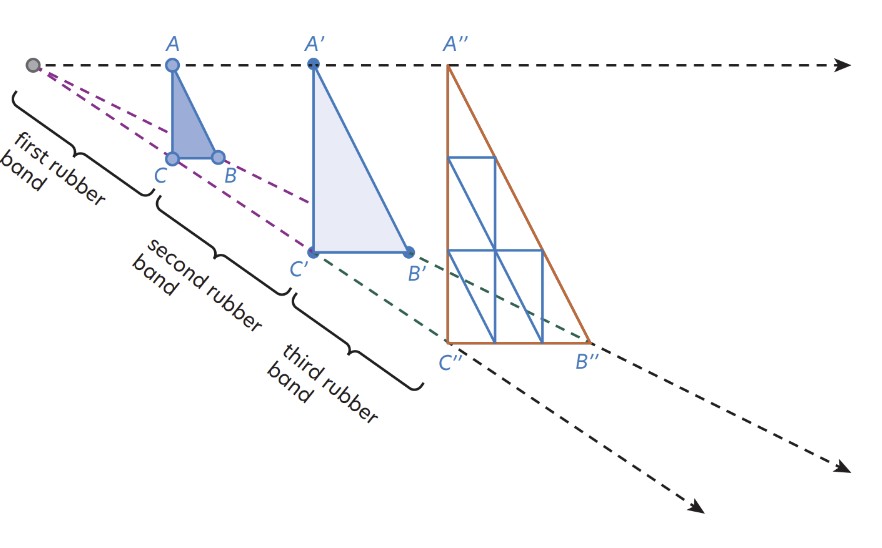 A
A′
A″
C
B
first rubber
band
C′
B′
second rubber
band
C″
B″
third rubber
band